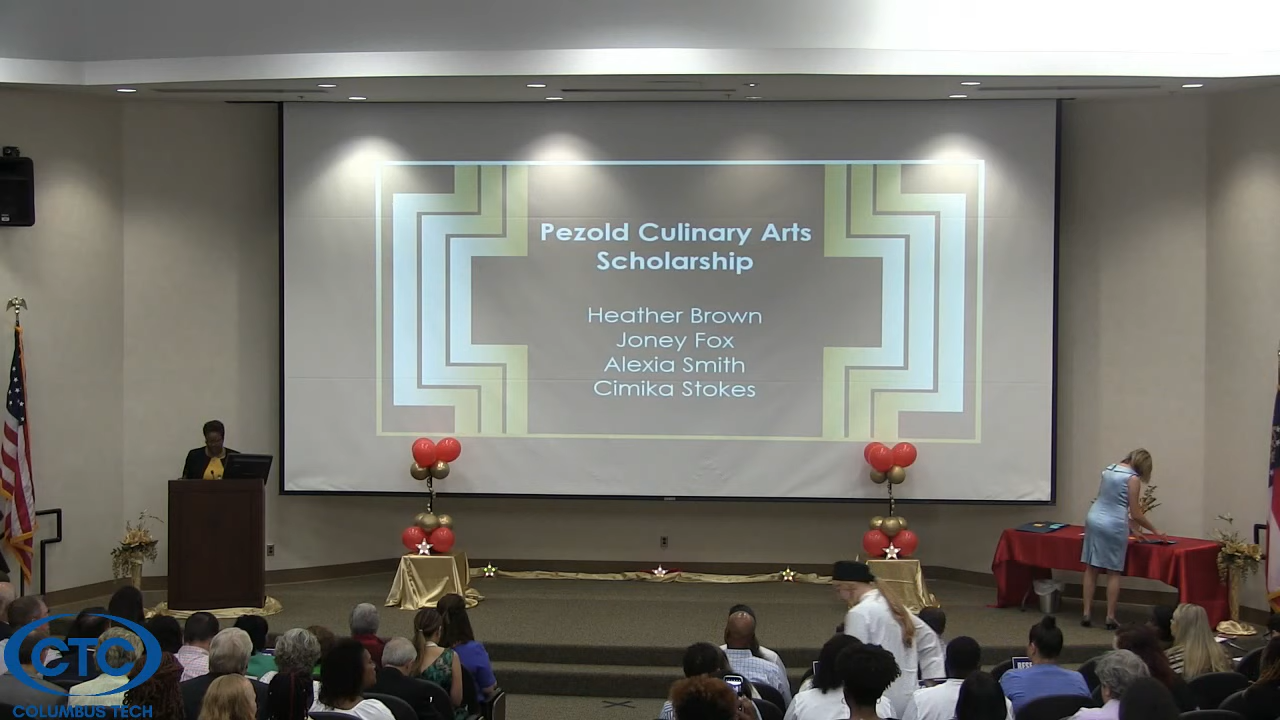 Pezold Culinary Arts
Scholarship
Heather Brown
Joney Fox
Alexia Smith
Cimika Stokes
CTC
COLUMBUS TECH